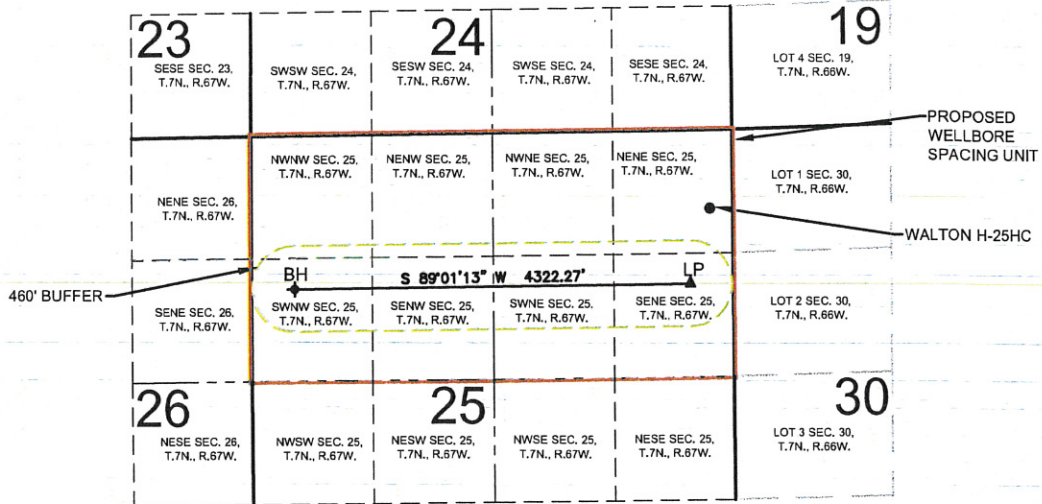 23
24
19
SESE SEC. 23,
T.7N., R.67W.
SWSW SEC. 24,
T.7N., R.67W.
SESW SEC. 24,
T.7N., R.67W.
SWSE SEC. 24,
T.7N., R.67W.
SESE SEC. 24,
T.7N., R.67W.
LOT 4 SEC. 19,
T.7N., R.66W.
PROPOSED
WELLBORE
SPACING UNIT
NENE SEC. 26,
T.7N., R.67W.
NWNW SEC. 25,
T.7N., R.67W.
NENW SEC. 25,
T.7N., R.67W.
NWNE SEC. 25,
T.7N., R.67W.
NENE SEC. 25,
T.7N., R.67W.
LOT 1 SEC. 30,
T.7N., R.66W.
WALTON H-25HC
460' BUFFER
BH
S 89°01'13" W 4322.27'
LP
SENE SEC. 26.
T.7N., R.67W.
SWNW SEC. 25,
T.7N., R.67W.
SENW SEC. 25,
T.7N., R.67W.
SWNE SEC. 25,
T.7N., R.67W.
SENE SEC. 25,
T.7N., R.67W.
LOT 2 SEC. 30,
T.7N., R.66W.
26
25
30
NESE SEC. 26,
T.7N., R.67W.
NWSW SEC. 25,
T.7N., R.67W.
NESW SEC. 25,
T.7N., R.67W.
NWSE SEC. 25,
T.7N., R.67W.
NESE SEC. 25,
T.7N., R.67W.
LOT 3 SEC. 30,
T.7N., R.66W.